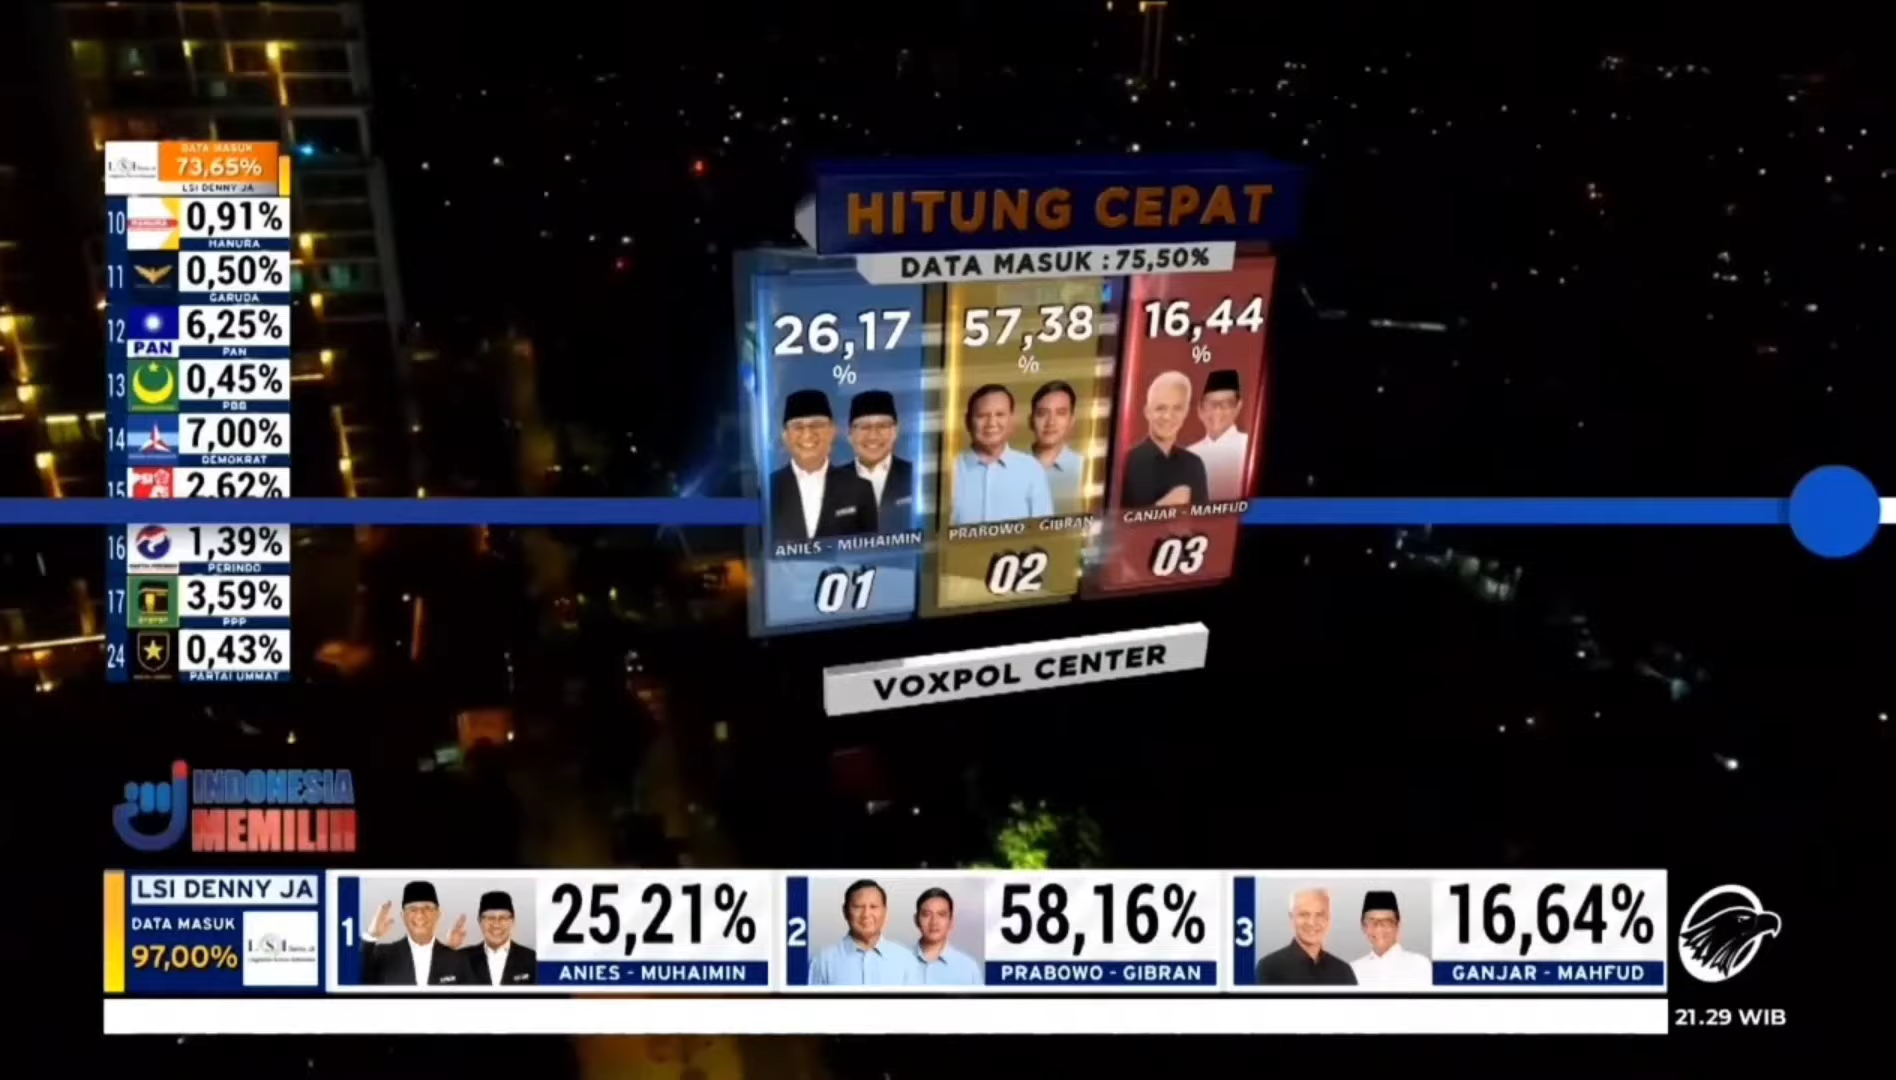 DATA MASUK
73,65%
LSI DENNY JA
10 0,91%
HANURA
11 0,50%
GARUDA
12 6,25%
PAN
PAN
13 0,45%
PBB
14 7,00%
DEMOKRAT
15 PSI 2,62%
16 1,39%
PERINDO
17 3,59%
PPP
24 0,43%
PARTAI UMMAT
HITUNG CEPAT
DATA MASUK : 75,50%
26,17
%
ANIES - MUHAIMIN
01
57,38
%
PRABOWO - GIBRAN
02
16,44
%
GANJAR - MAHFUD
03
VOXPOL CENTER
INDONESIA
MEMILIH
LSI DENNY JA
DATA MASUK
97,00%
LSI
1 25,21%
ANIES - MUHAIMIN
2 58,16%
PRABOWO - GIBRAN
3 16,64%
GANJAR - MAHFUD
21.29 WIB